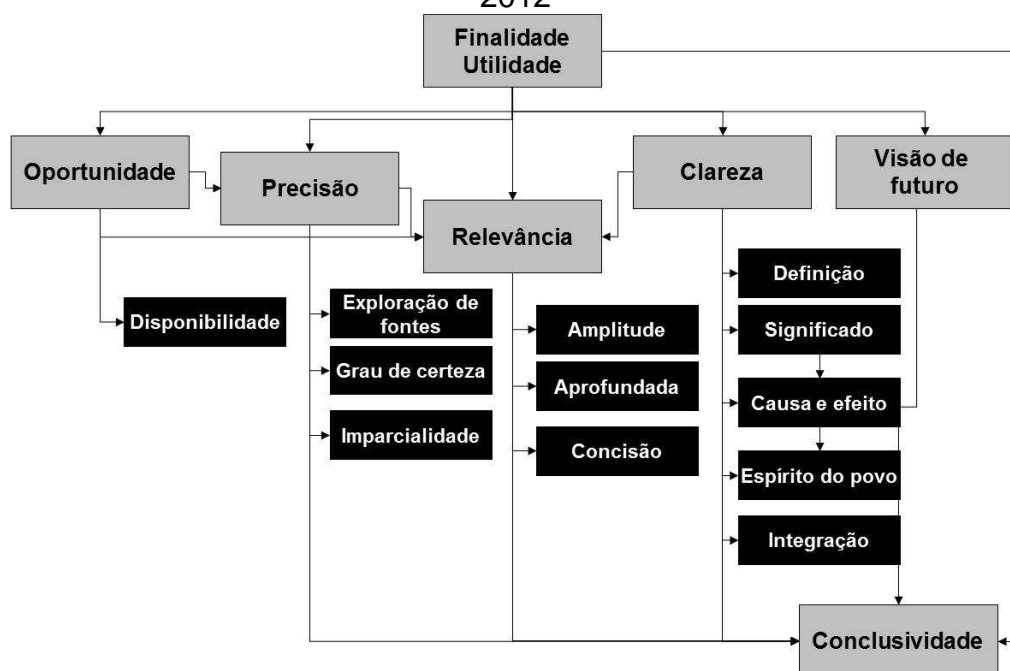 2012
Finalidade
Utilidade
Oportunidade
Precisão
Clareza
Visão de
futuro
Relevância
Definição
Disponibilidade
Exploração de
fontes
Amplitude
Significado
Grau de certeza
Aprofundada
Causa e efeito
Imparcialidade
Concisão
Espírito do povo
Integração
Conclusividade